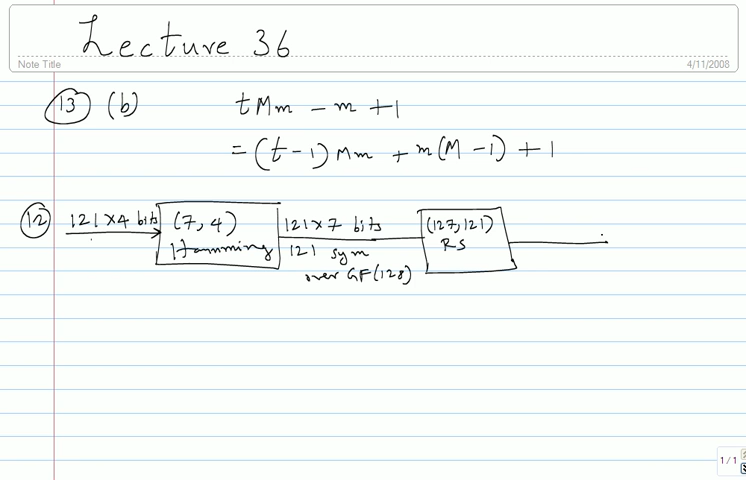 Lecture 36
Note Title
4/11/2008
13 (b) tMm - m + 1
= (t - 1) Mm + m(M - 1) + 1
12 121 x 4 bits (7, 4) 121 x 7 bits (127, 121)
Hamming 121 sym RS
over GF(128)
1 / 1